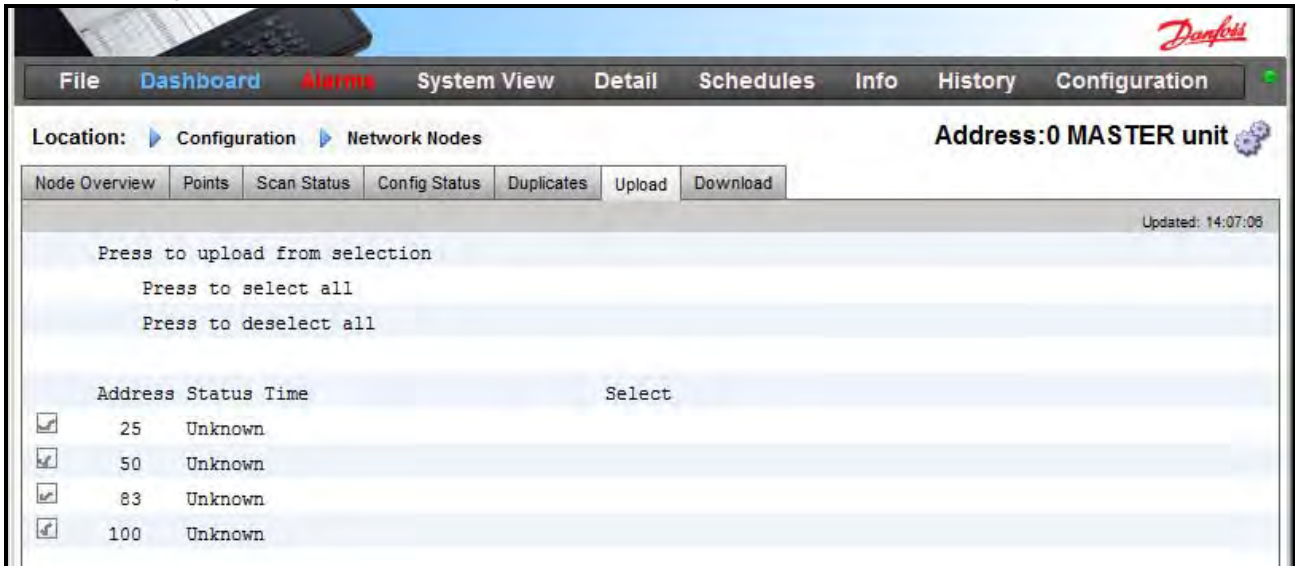 Danfoss
File Dashboard Alarms System View Detail Schedules Info History Configuration
Location: Configuration Network Nodes Address:0 MASTER unit
Node Overview Points Scan Status Config Status Duplicates Upload Download
Updated: 14:07:06
Press to upload from selection
Press to select all
Press to deselect all
Address Status Time Select
25 Unknown
50 Unknown
83 Unknown
100 Unknown